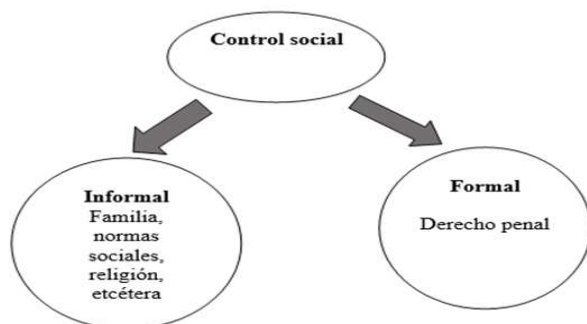 Control social
Informal
Familia,
normas
sociales,
religión,
etcétera
Formal
Derecho penal